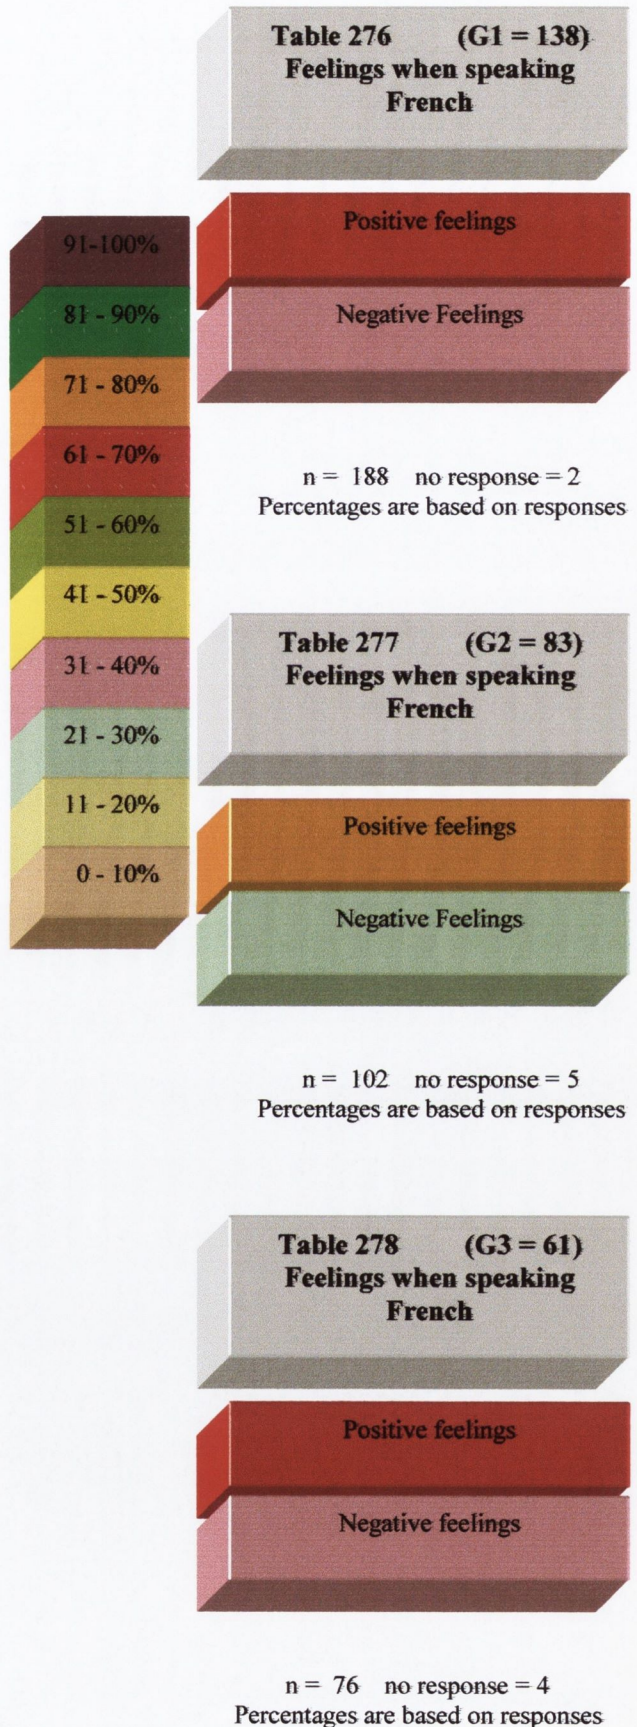 Table 276 (G1 = 138)
Feelings when speaking
French
Positive feelings
Negative Feelings
n = 188 no response = 2
Percentages are based on responses
91-100%
81 - 90%
71 - 80%
61 - 70%
51 - 60%
41 - 50%
31 - 40%
21 - 30%
11 - 20%
0 - 10%
Table 277 (G2 = 83)
Feelings when speaking
French
Positive feelings
Negative Feelings
n = 102 no response = 5
Percentages are based on responses
Table 278 (G3 = 61)
Feelings when speaking
French
Positive feelings
Negative feelings
n = 76 no response = 4
Percentages are based on responses